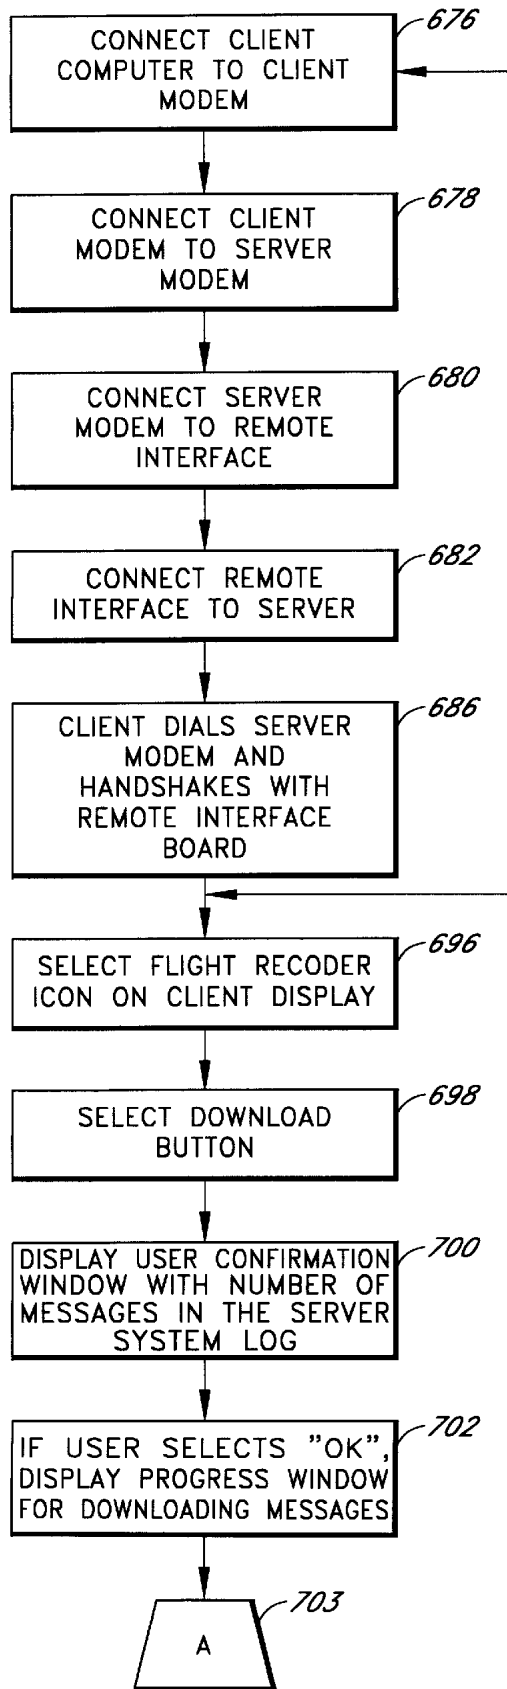 676
CONNECT CLIENT
COMPUTER TO CLIENT
MODEM
678
CONNECT CLIENT
MODEM TO SERVER
MODEM
680
CONNECT SERVER
MODEM TO REMOTE
INTERFACE
682
CONNECT REMOTE
INTERFACE TO SERVER
686
CLIENT DIALS SERVER
MODEM AND
HANDSHAKES WITH
REMOTE INTERFACE
BOARD
696
SELECT FLIGHT RECODER
ICON ON CLIENT DISPLAY
698
SELECT DOWNLOAD
BUTTON
700
DISPLAY USER CONFIRMATION
WINDOW WITH NUMBER OF
MESSAGES IN THE SERVER
SYSTEM LOG
702
IF USER SELECTS "OK",
DISPLAY PROGRESS WINDOW
FOR DOWNLOADING MESSAGES
703
A